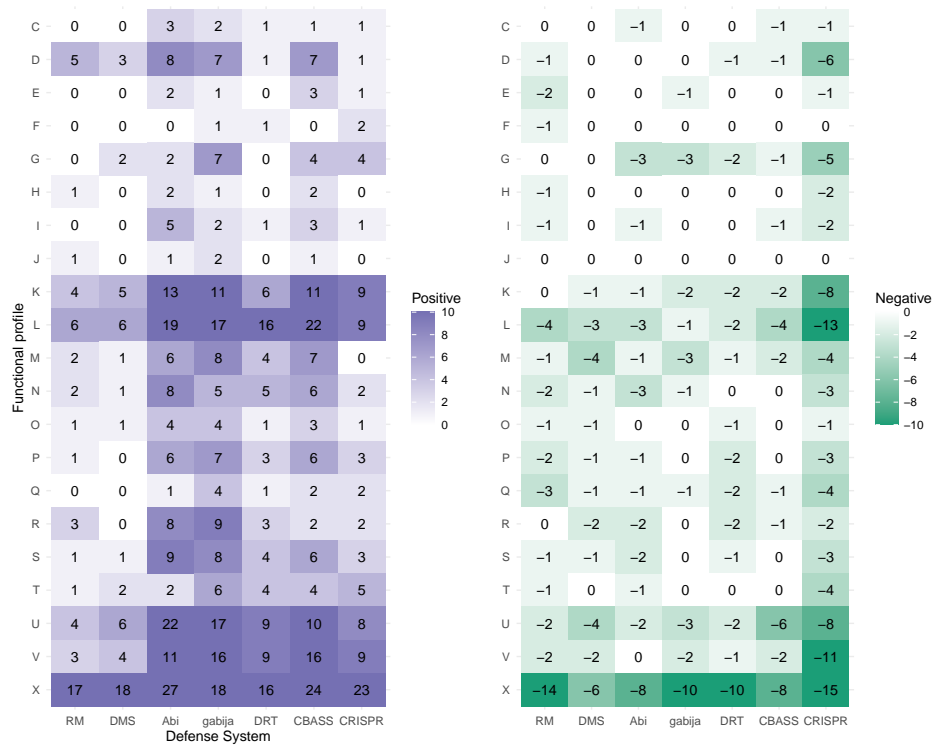 C 0 0 3 2 1 1 1 0 0 −1 0 0 −1 −1
D 5 3 8 7 1 7 1 −1 0 0 0 −1 −1 −6
E 0 0 2 1 0 3 1 −2 0 0 −1 0 0 −1
F 0 0 0 1 1 0 2 −1 0 0 0 0 0 0
G 0 2 2 7 0 4 4 0 0 −3 −3 −2 −1 −5
H 1 0 2 1 0 2 0 −1 0 0 0 0 0 −2
I 0 0 5 2 1 3 1 −1 0 −1 0 0 −1 −2
J 1 0 1 2 0 1 0 0 0 0 0 0 0 0
K 4 5 13 11 6 11 9 0 −1 −1 −2 −2 −2 −8
L 6 6 19 17 16 22 9 −4 −3 −3 −1 −2 −4 −13
M 2 1 6 8 4 7 0 −1 −4 −1 −3 −1 −2 −4
N 2 1 8 5 5 6 2 −2 −1 −3 −1 0 0 −3
O 1 1 4 4 1 3 1 −1 −1 0 0 −1 0 −1
P 1 0 6 7 3 6 3 −2 −1 −1 0 −2 0 −3
Q 0 0 1 4 1 2 2 −3 −1 −1 −1 −2 −1 −4
R 3 0 8 9 3 2 2 0 −2 −2 0 −2 −1 −2
S 1 1 9 8 4 6 3 −1 −1 −2 0 −1 0 −3
T 1 2 2 6 4 4 5 −1 0 −1 0 0 0 −4
U 4 6 22 17 9 10 8 −2 −4 −2 −3 −2 −6 −8
V 3 4 11 16 9 16 9 −2 −2 0 −2 −1 −2 −11
X 17 18 27 18 16 24 23 −14 −6 −8 −10 −10 −8 −15
RM DMS Abi gabija DRT CBASS CRISPR RM DMS Abi gabija DRT CBASS CRISPR
Defense System
Functional profile
Positive
10
8
6
4
2
0
Negative
0
−2
−4
−6
−8
−10